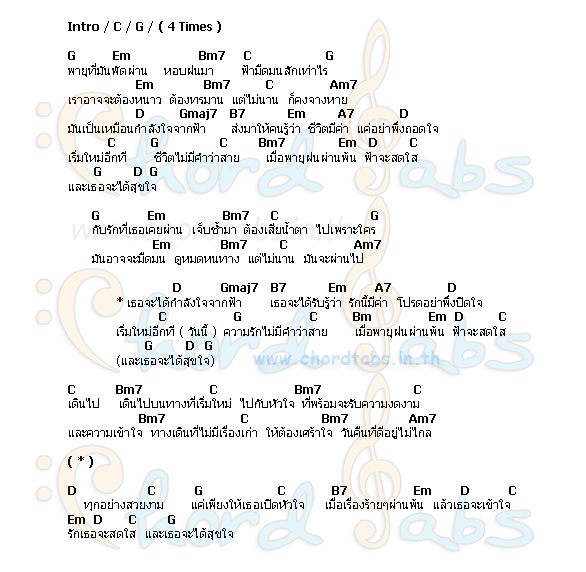 Intro / C / G / ( 4 Times )
G Em Bm7 C G
พายุที่มันพัดผ่าน หอบฝนมา ฟ้ามืดมนสักเท่าไร
Em Bm7 C Am7
เราอาจจะต้องหนาว ต้องทรมาน แต่ไม่นาน ก็คงจางหาย
D Gmaj7 B7 Em A7 D
มันเป็นเหมือนกำลังใจจากฟ้า ส่งมาให้คนรู้ว่า ชีวิตมีค่า แค่อย่าพึ่งถอดใจ
C G C Bm7 Em D C
เริ่มใหม่อีกที ชีวิตไม่มีคำว่าสาย เมื่อพายุฝนผ่านพ้น ฟ้าจะสดใส
G D G
และเธอจะได้สุขใจ
G Em Bm7 C G
กับรักที่เธอเคยผ่าน เจ็บช้ำมา ต้องเสียน้ำตา ไปเพราะใคร
Em Bm7 C Am7
มันอาจจะมืดมน ดูหมดหนทาง แต่ไม่นาน มันจะผ่านไป
D Gmaj7 B7 Em A7 D
* เธอจะได้กำลังใจจากฟ้า เธอจะได้รับรู้ว่า รักนี้มีค่า โปรดอย่าพึ่งปิดใจ
C G C Bm Em D C
เริ่มใหม่อีกที ( วันนี้ ) ความรักไม่มีคำว่าสาย เมื่อพายุฝนผ่านพ้น ฟ้าจะสดใส
G D G
(และเธอจะได้สุขใจ)
www.chordtabs.in.th
C Bm7 C Bm7 C
เดินไป เดินไปบนทางที่เริ่มใหม่ ไปกับหัวใจ ที่พร้อมจะรับความงดงาม
Bm7 C Bm7 Am7
และความเข้าใจ ทางเดินที่ไม่มีเรื่องเก่า ให้ต้องเศร้าใจ วันคืนที่ดีอยู่ไม่ไกล
( * )
D C G C B7 Em D C
ทุกอย่างสวยงาม แค่เพียงให้เธอเปิดหัวใจ เมื่อเรื่องร้ายๆผ่านพ้น แล้วเธอจะเข้าใจ
Em D C G
รักเธอจะสดใส และเธอจะได้สุขใจ